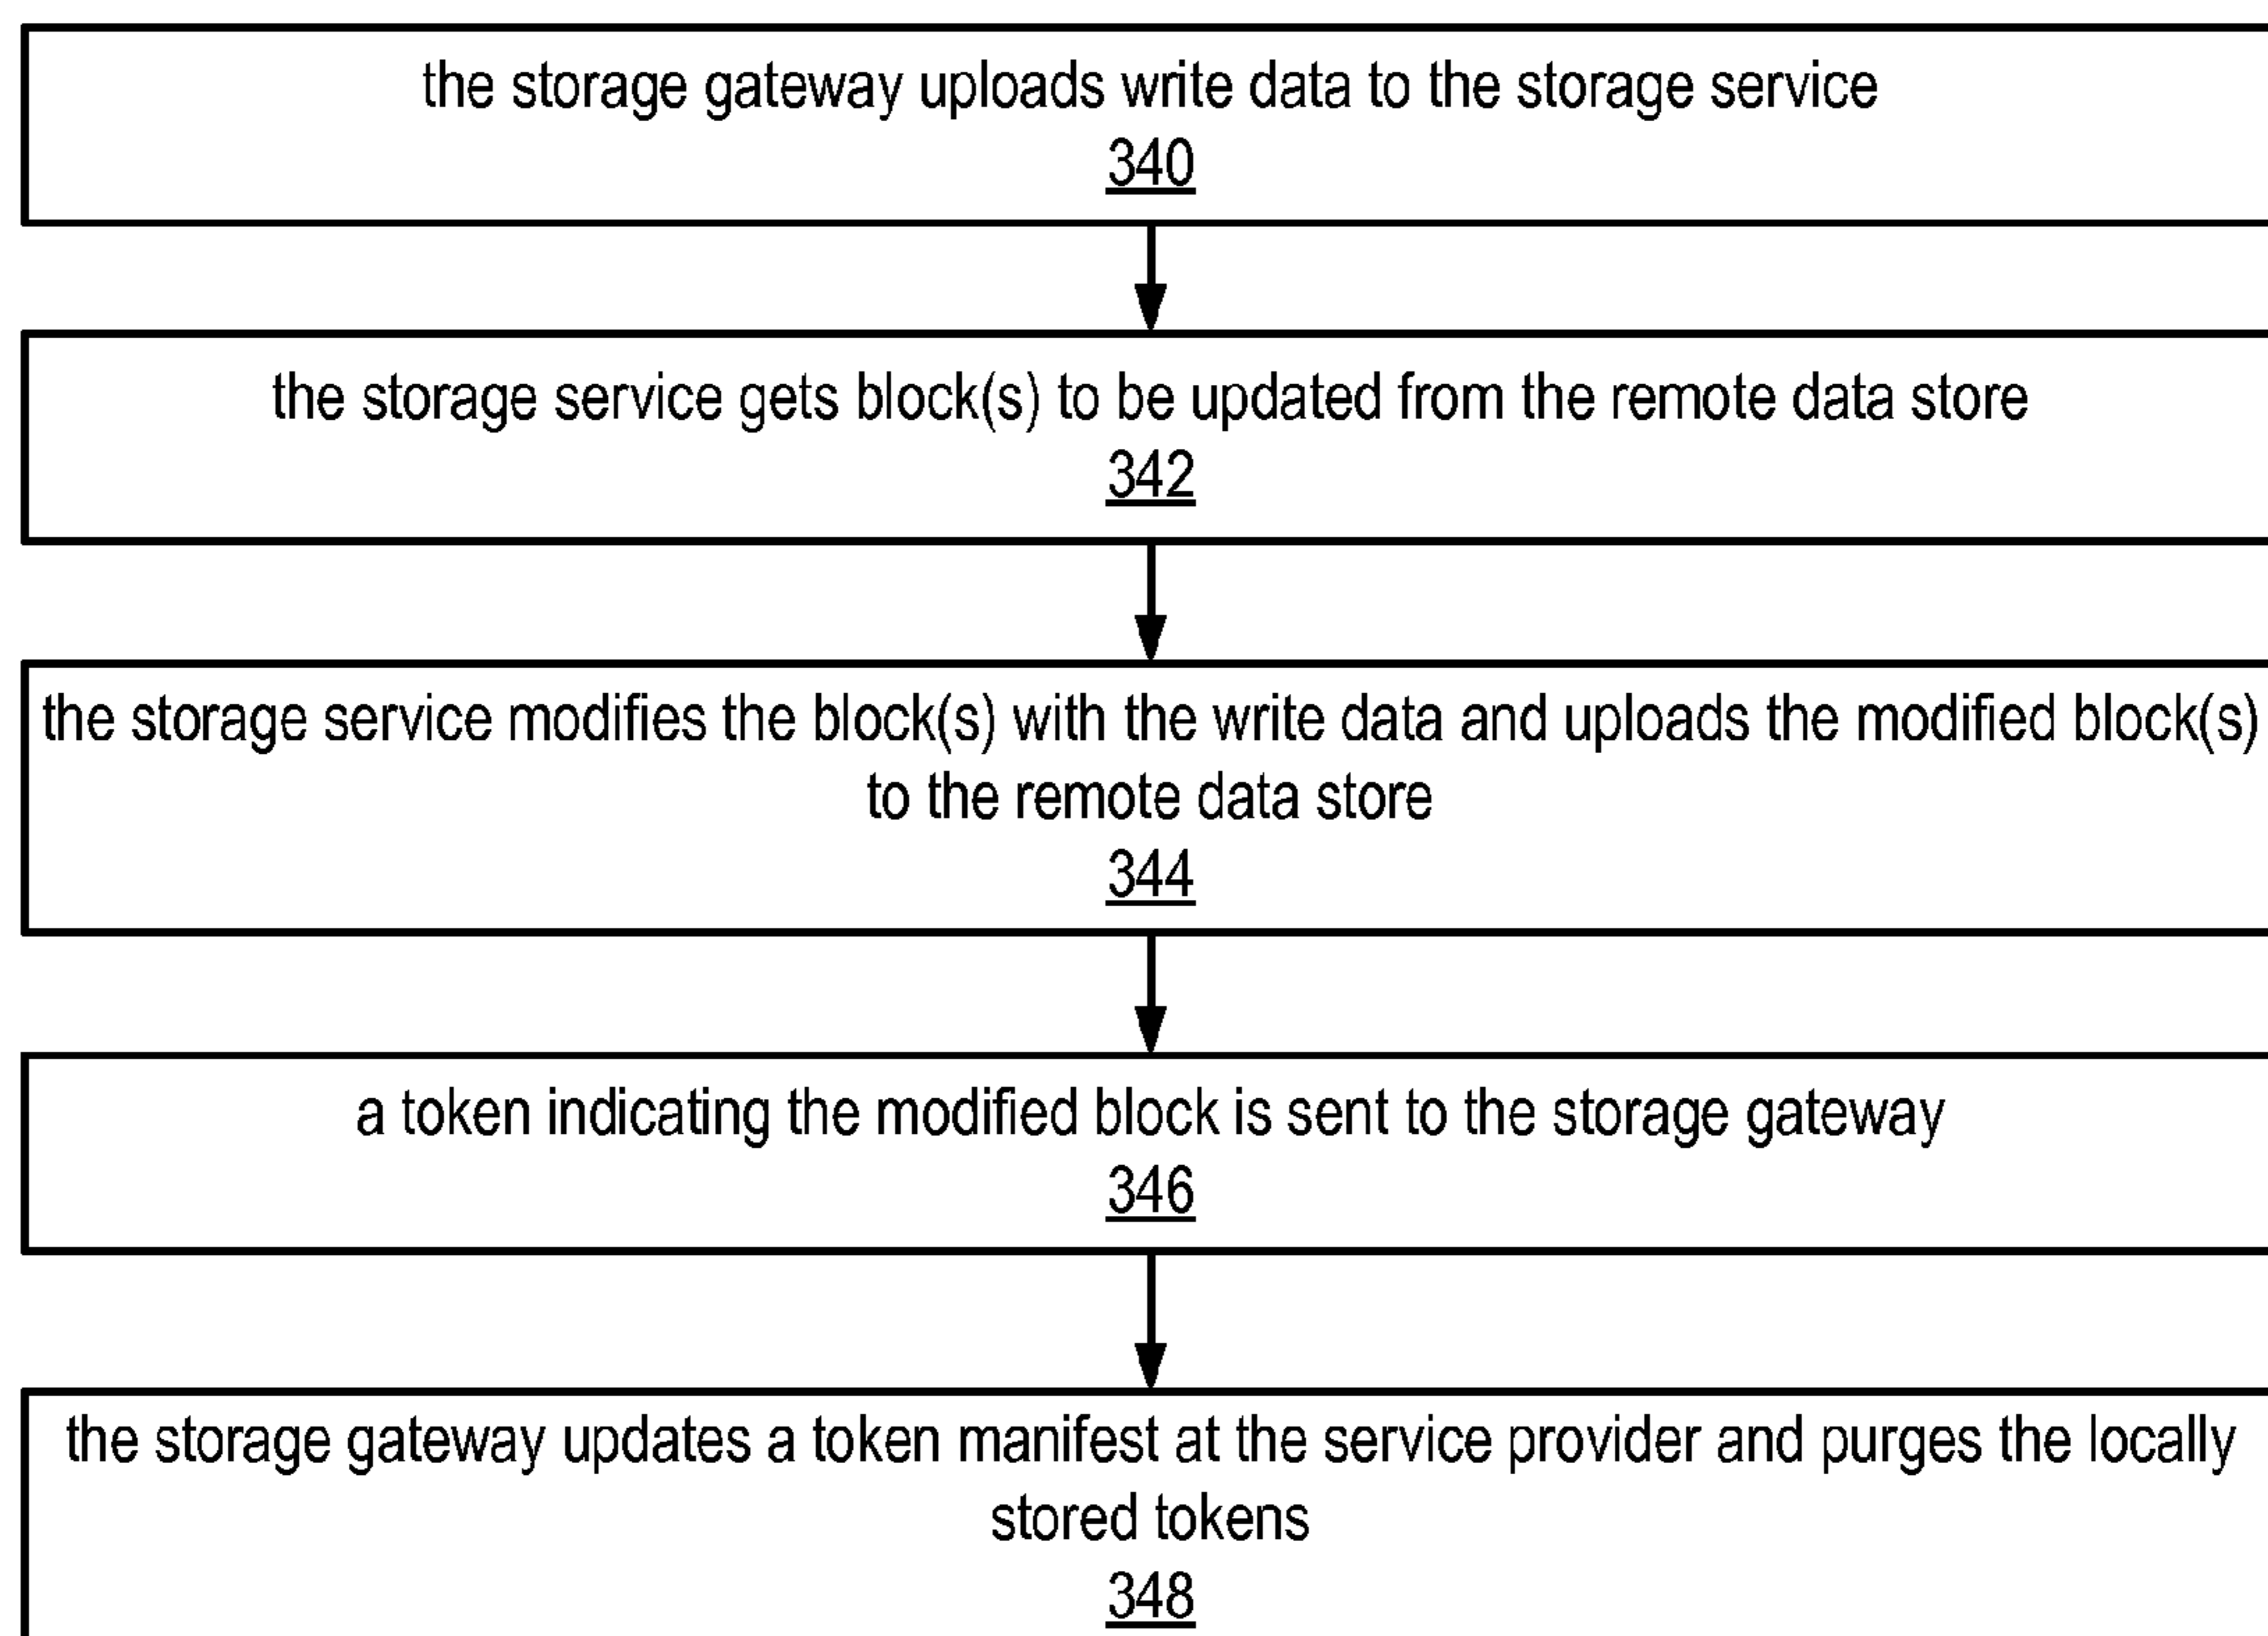 the storage gateway uploads write data to the storage service
340
the storage service gets block(s) to be updated from the remote data store
342
the storage service modifies the block(s) with the write data and uploads the modified block(s)
to the remote data store
344
a token indicating the modified block is sent to the storage gateway
346
the storage gateway updates a token manifest at the service provider and purges the locally
stored tokens
348